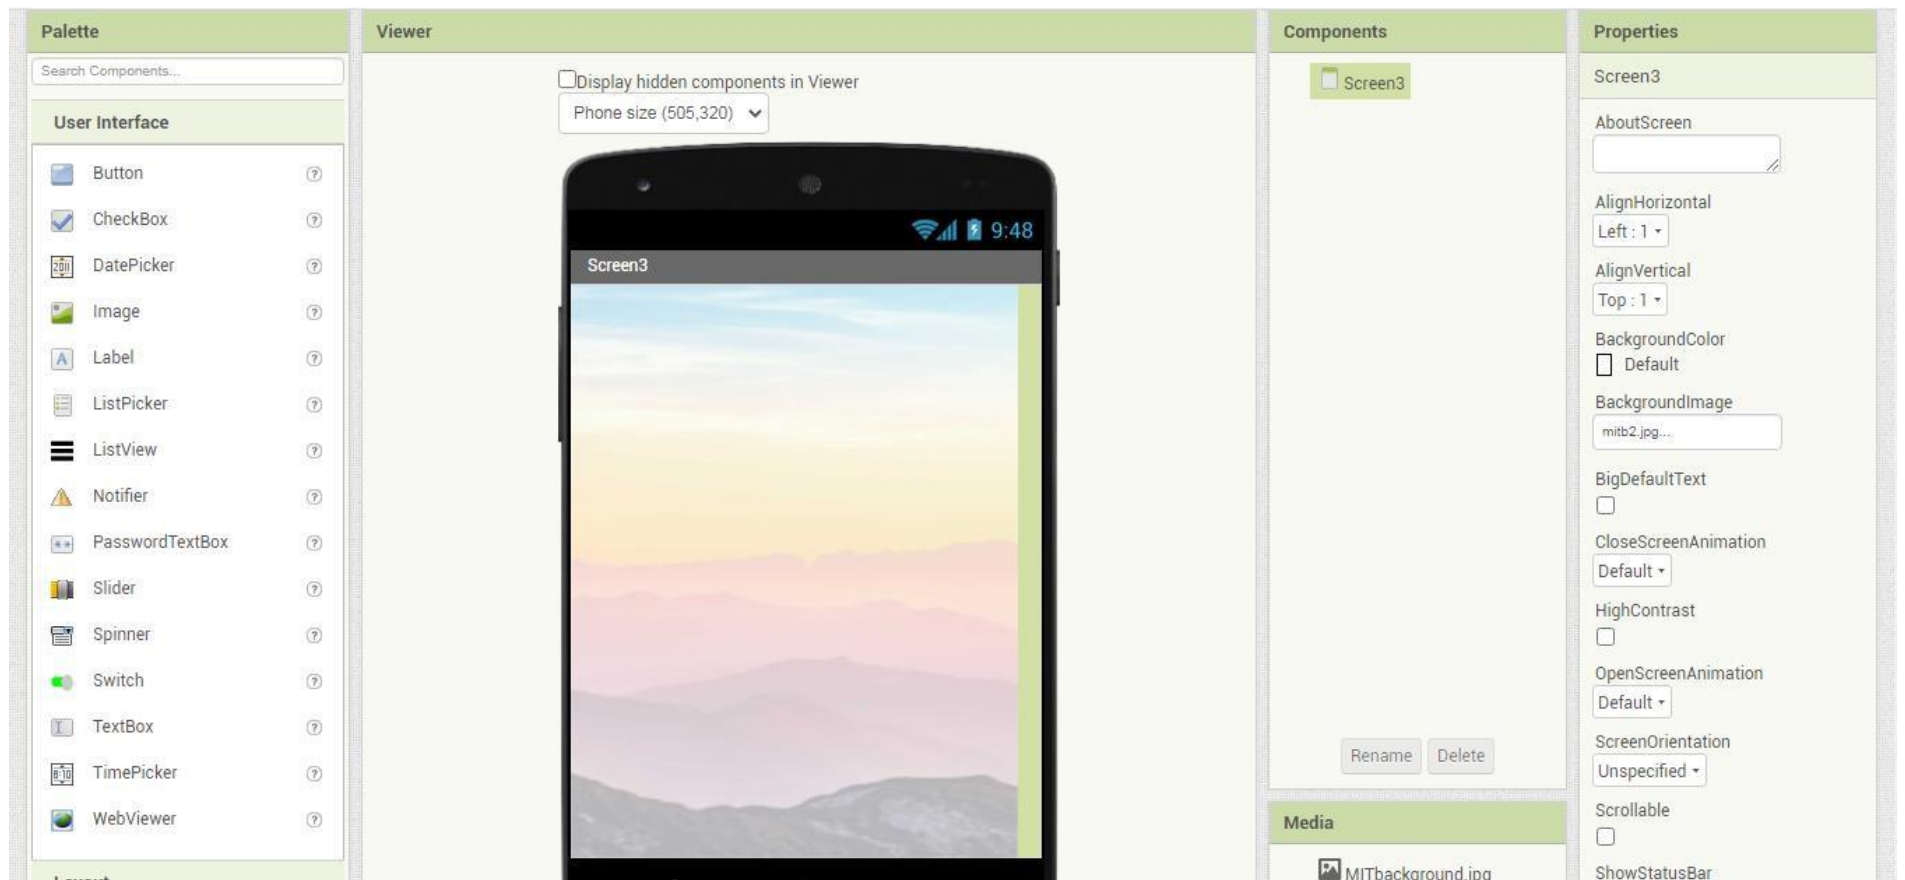 Palette
Search Components...
User Interface
Button
CheckBox
DatePicker
Image
Label
ListPicker
ListView
Notifier
PasswordTextBox
Slider
Spinner
Switch
TextBox
TimePicker
WebViewer
Viewer
Display hidden components in Viewer
Phone size (505,320)
9:48
Screen3
Components
Screen3
Rename Delete
Media
MITbackground.jpg
Properties
Screen3
AboutScreen
AlignHorizontal
Left : 1
AlignVertical
Top : 1
BackgroundColor
Default
BackgroundImage
mitb2.jpg...
BigDefaultText
CloseScreenAnimation
Default
HighContrast
OpenScreenAnimation
Default
ScreenOrientation
Unspecified
Scrollable
ShowStatusBar